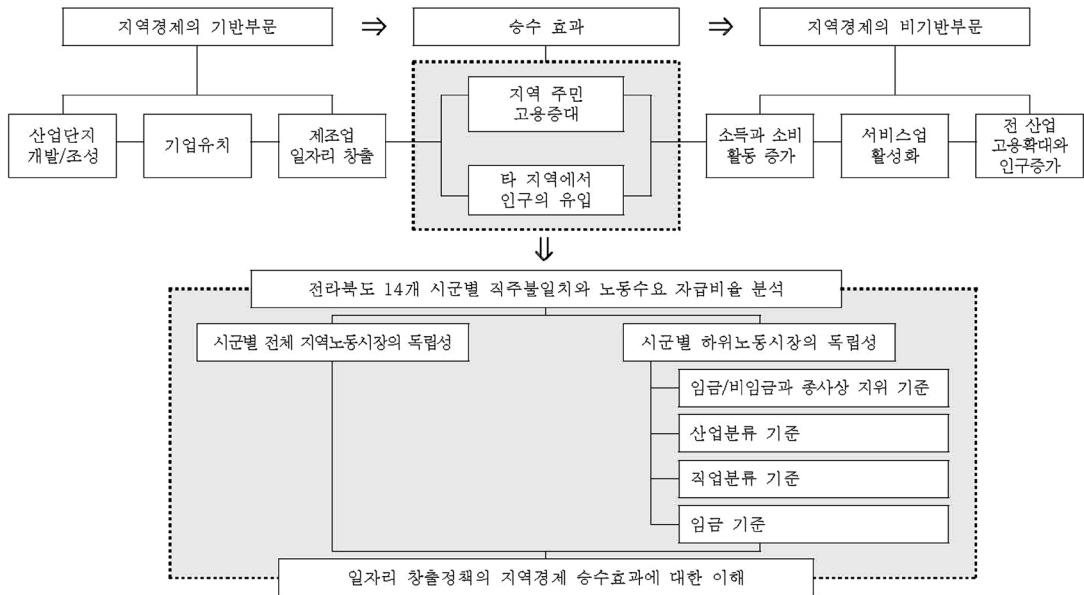 지역경제의 기반부문
⇒
승수 효과
⇒
지역경제의 비기반부문
산업단지
개발/조성
기업유치
제조업
일자리 창출
지역 주민
고용증대
타 지역에서
인구의 유입
소득과 소비
활동 증가
서비스업
활성화
전 산업
고용확대와
인구증가
⇓
전라북도 14개 시군별 직주불일치와 노동수요 자급비율 분석
시군별 전체 지역노동시장의 독립성
시군별 하위노동시장의 독립성
임금/비임금과 종사상 지위 기준
산업분류 기준
직업분류 기준
임금 기준
일자리 창출정책의 지역경제 승수효과에 대한 이해